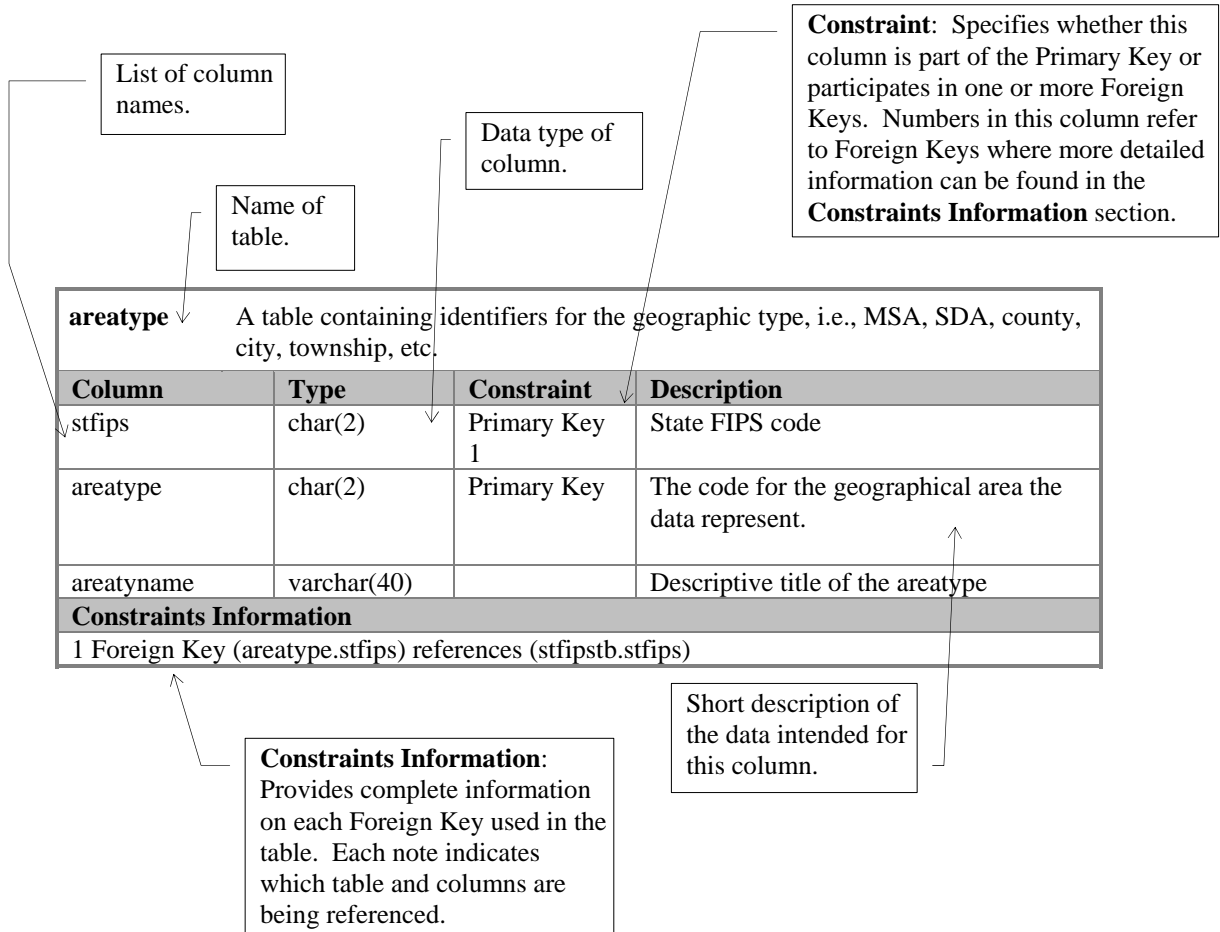 Constraint: Specifies whether this
column is part of the Primary Key or
participates in one or more Foreign
Keys. Numbers in this column refer
to Foreign Keys where more detailed
information can be found in the
Constraints Information section.
List of column
names.
Data type of
column.
Name of
table.
areatype A table containing identifiers for the geographic type, i.e., MSA, SDA, county,
city, township, etc.
Column Type Constraint Description
stfips char(2) Primary Key State FIPS code
1
areatype char(2) Primary Key The code for the geographical area the
data represent.
areatyname varchar(40) Descriptive title of the areatype
Constraints Information
1 Foreign Key (areatype.stfips) references (stfipstb.stfips)
Short description of
the data intended for
this column.
Constraints Information:
Provides complete information
on each Foreign Key used in the
table. Each note indicates
which table and columns are
being referenced.